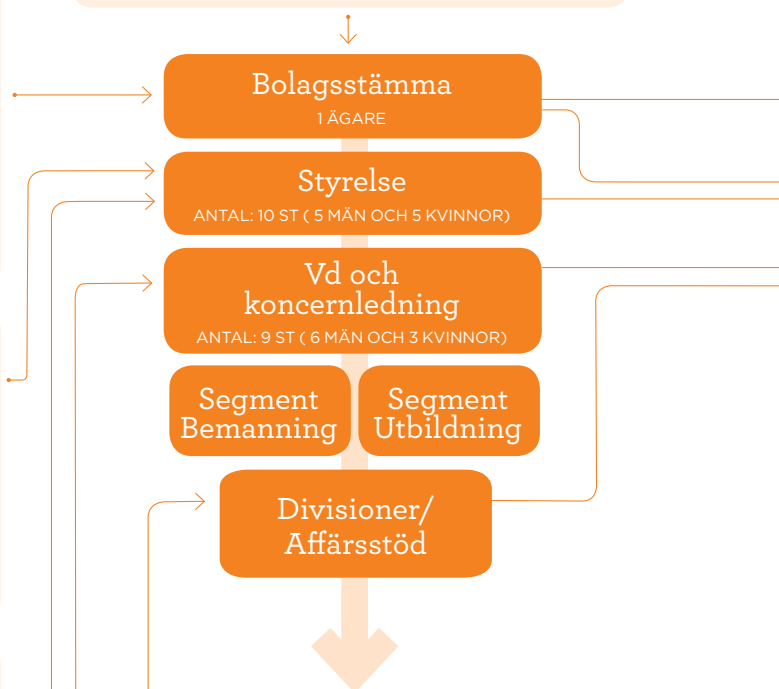 Bolagsstämma
1 ÄGARE
Styrelse
ANTAL: 10 ST ( 5 MÄN OCH 5 KVINNOR)
Vd och
koncernledning
ANTAL: 9 ST ( 6 MÄN OCH 3 KVINNOR)
Segment
Bemanning
Segment
Utbildning
Divisioner/
Affärsstöd